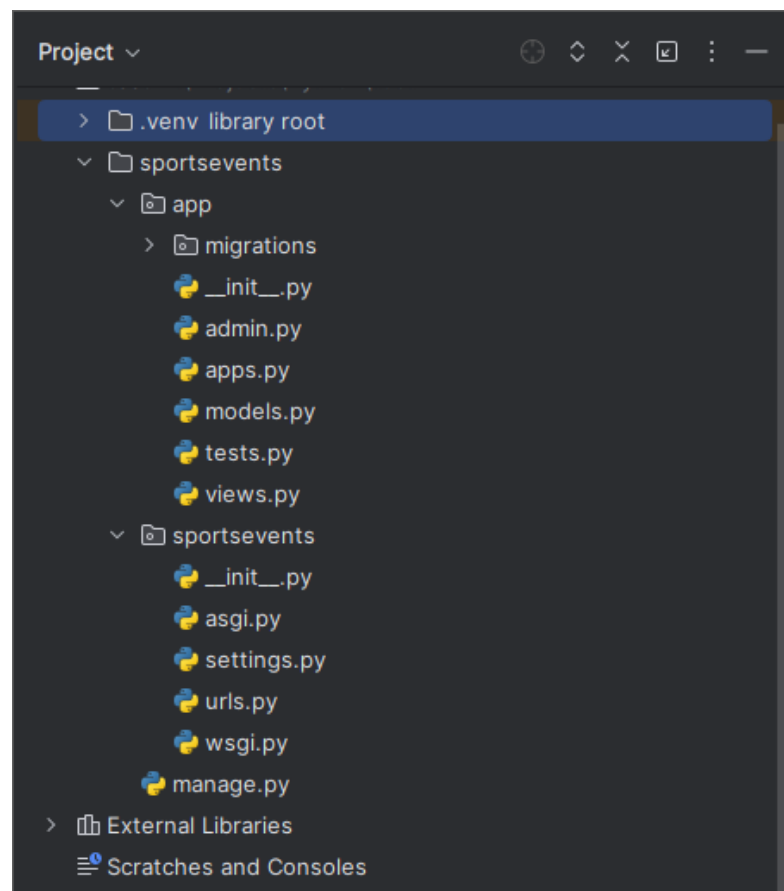 Project
.venv library root
sportsevents
app
migrations
__init__.py
admin.py
apps.py
models.py
tests.py
views.py
sportsevents
__init__.py
asgi.py
settings.py
urls.py
wsgi.py
manage.py
External Libraries
Scratches and Consoles